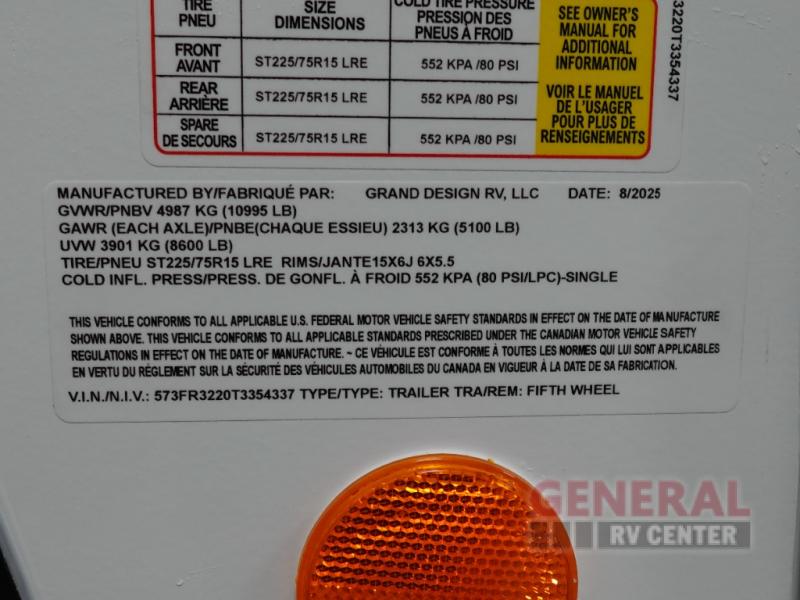 TIRE SIZE COLD TIRE PRESSURE
PNEU DIMENSIONS PRESSION DES
PNEUS À FROID
FRONT
AVANT ST225/75R15 LRE 552 KPA /80 PSI
REAR
ARRIÈRE ST225/75R15 LRE 552 KPA /80 PSI
SPARE
DE SECOURS ST225/75R15 LRE 552 KPA /80 PSI
SEE OWNER'S
MANUAL FOR
ADDITIONAL
INFORMATION
VOIR LE MANUEL
DE L'USAGER
POUR PLUS DE
RENSEIGNEMENTS
3220T3354337
MANUFACTURED BY/FABRIQUÉ PAR: GRAND DESIGN RV, LLC DATE: 8/2025
GVWR/PNBV 4987 KG (10995 LB)
GAWR (EACH AXLE)/PNBE(CHAQUE ESSIEU) 2313 KG (5100 LB)
UVW 3901 KG (8600 LB)
TIRE/PNEU ST225/75R15 LRE RIMS/JANTE15X6J 6X5.5
COLD INFL. PRESS/PRESS. DE GONFL. À FROID 552 KPA (80 PSI/LPC)-SINGLE
THIS VEHICLE CONFORMS TO ALL APPLICABLE U.S. FEDERAL MOTOR VEHICLE SAFETY STANDARDS IN EFFECT ON THE DATE OF MANUFACTURE
SHOWN ABOVE. THIS VEHICLE CONFORMS TO ALL APPLICABLE STANDARDS PRESCRIBED UNDER THE CANADIAN MOTOR VEHICLE SAFETY
REGULATIONS IN EFFECT ON THE DATE OF MANUFACTURE. ~ CE VÉHICULE EST CONFORME À TOUTES LES NORMES QUI LUI SONT APPLICABLES
EN VERTU DU RÉGLEMENT SUR LA SÉCURITÉ DES VÉHICULES AUTOMOBILES DU CANADA EN VIGUEUR À LA DATE DE SA FABRICATION.
V.I.N./N.I.V.: 573FR3220T3354337 TYPE/TYPE: TRAILER TRA/REM: FIFTH WHEEL
GENERAL
RV CENTER